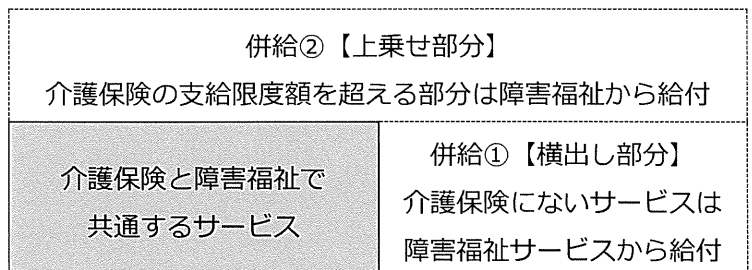 併給②【上乗せ部分】
介護保険の支給限度額を超える部分は障害福祉から給付
介護保険と障害福祉で
共通するサービス
併給①【横出し部分】
介護保険にないサービスは
障害福祉サービスから給付